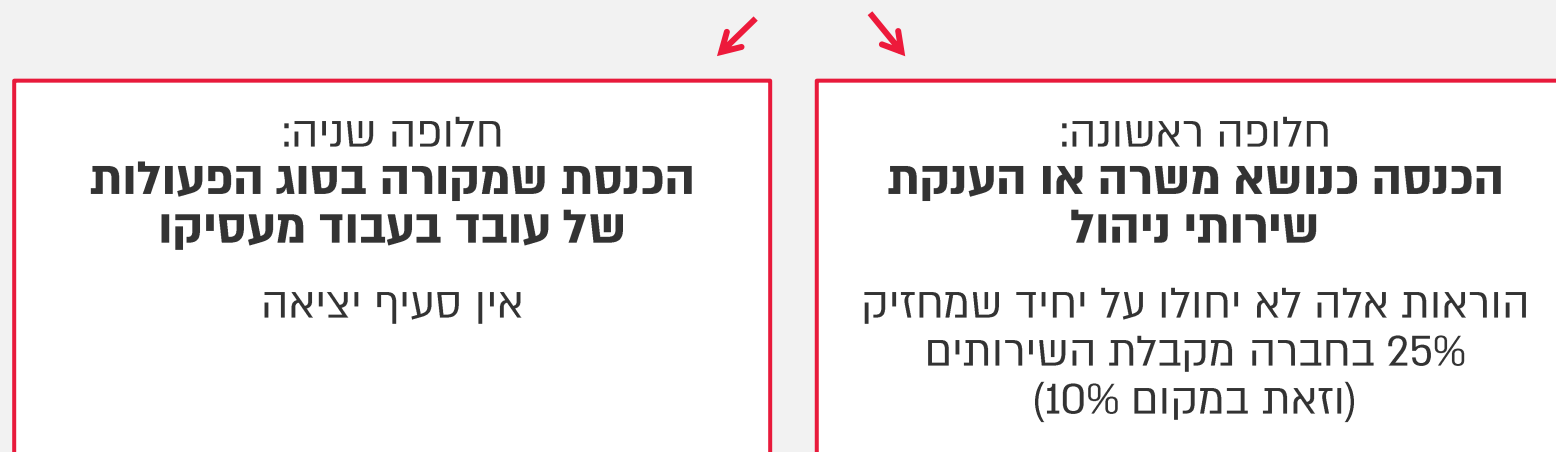 חלופה ראשונה:
הכנסה כנושא משרה או הענקת
שירותי ניהול
הוראות אלה לא יחולו על יחיד שמחזיק
25% בחברה מקבלת השירותים
(וזאת במקום 10%)
חלופה שניה:
הכנסת שמקורה בסוג הפעולות
של עובד בעבוד מעסיקו
אין סעיף יציאה